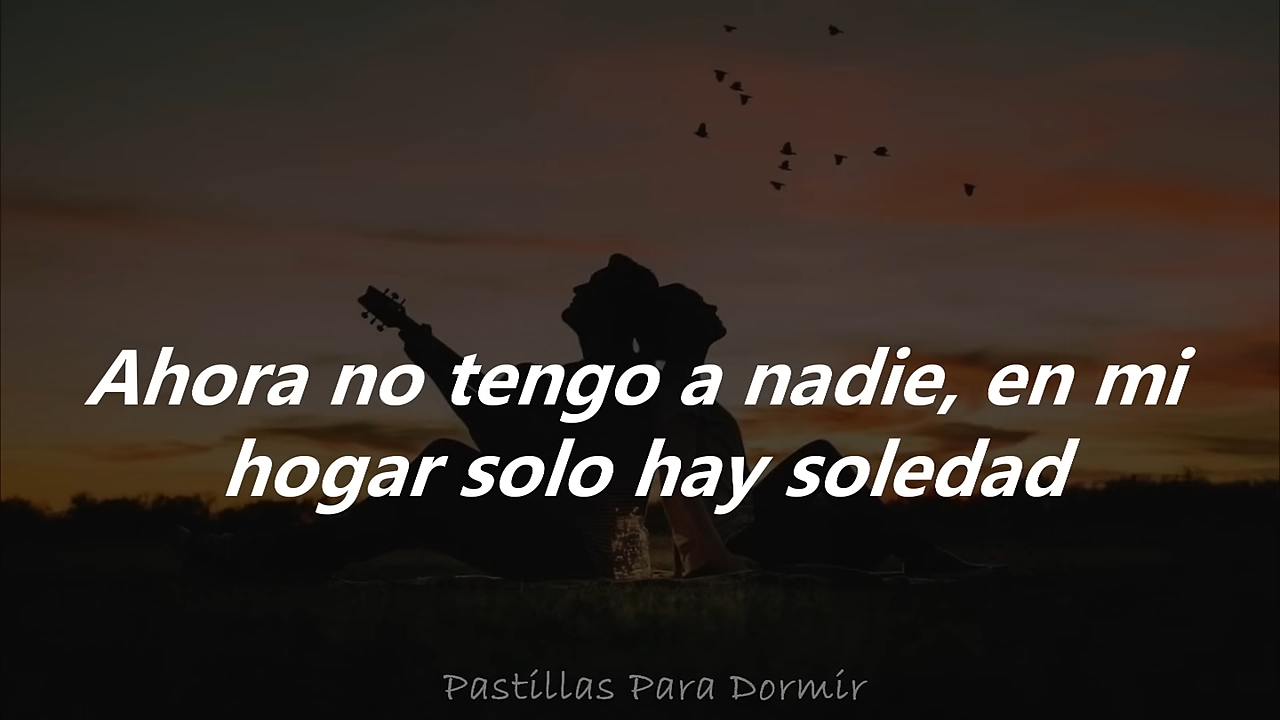 Ahora no tengo a nadie, en mi
hogar solo hay soledad
Pastillas Para Dormir